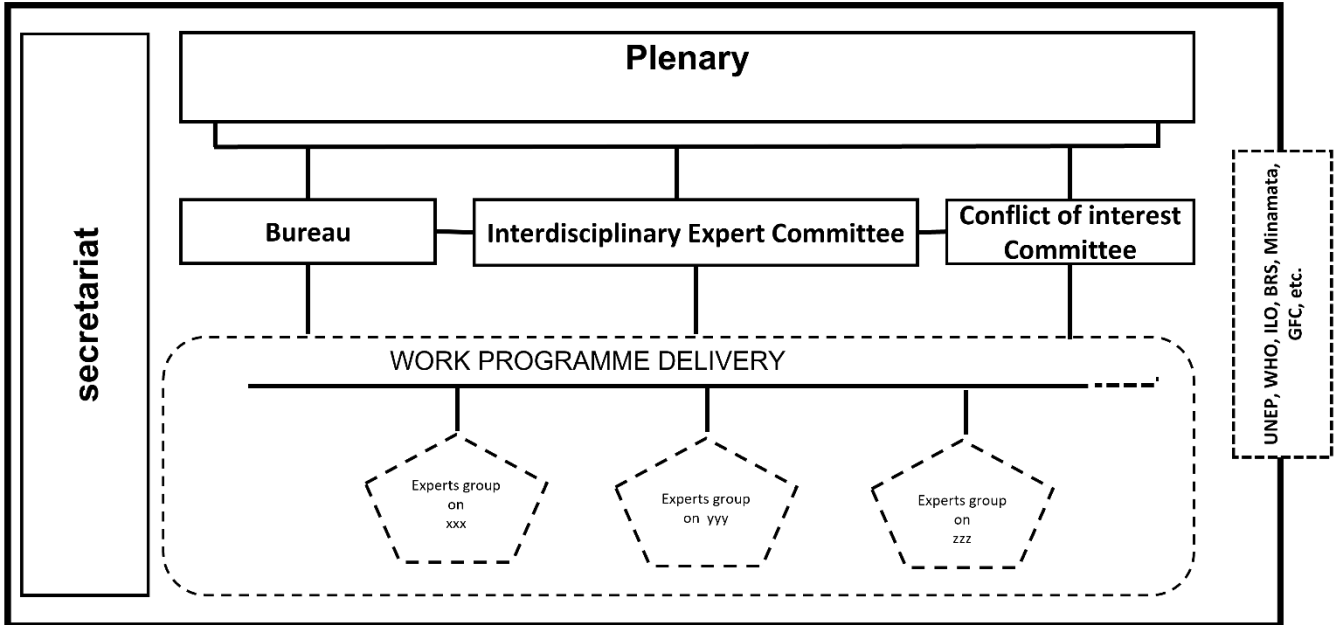 Plenary
secretariat
Bureau
Interdisciplinary Expert Committee
Conflict of interest
Committee
UNEP, WHO, ILO, BRS, Minamata,
GFC, etc.
WORK PROGRAMME DELIVERY
Experts group
on
xxx
Experts group
on yyy
Experts group
on
zzz